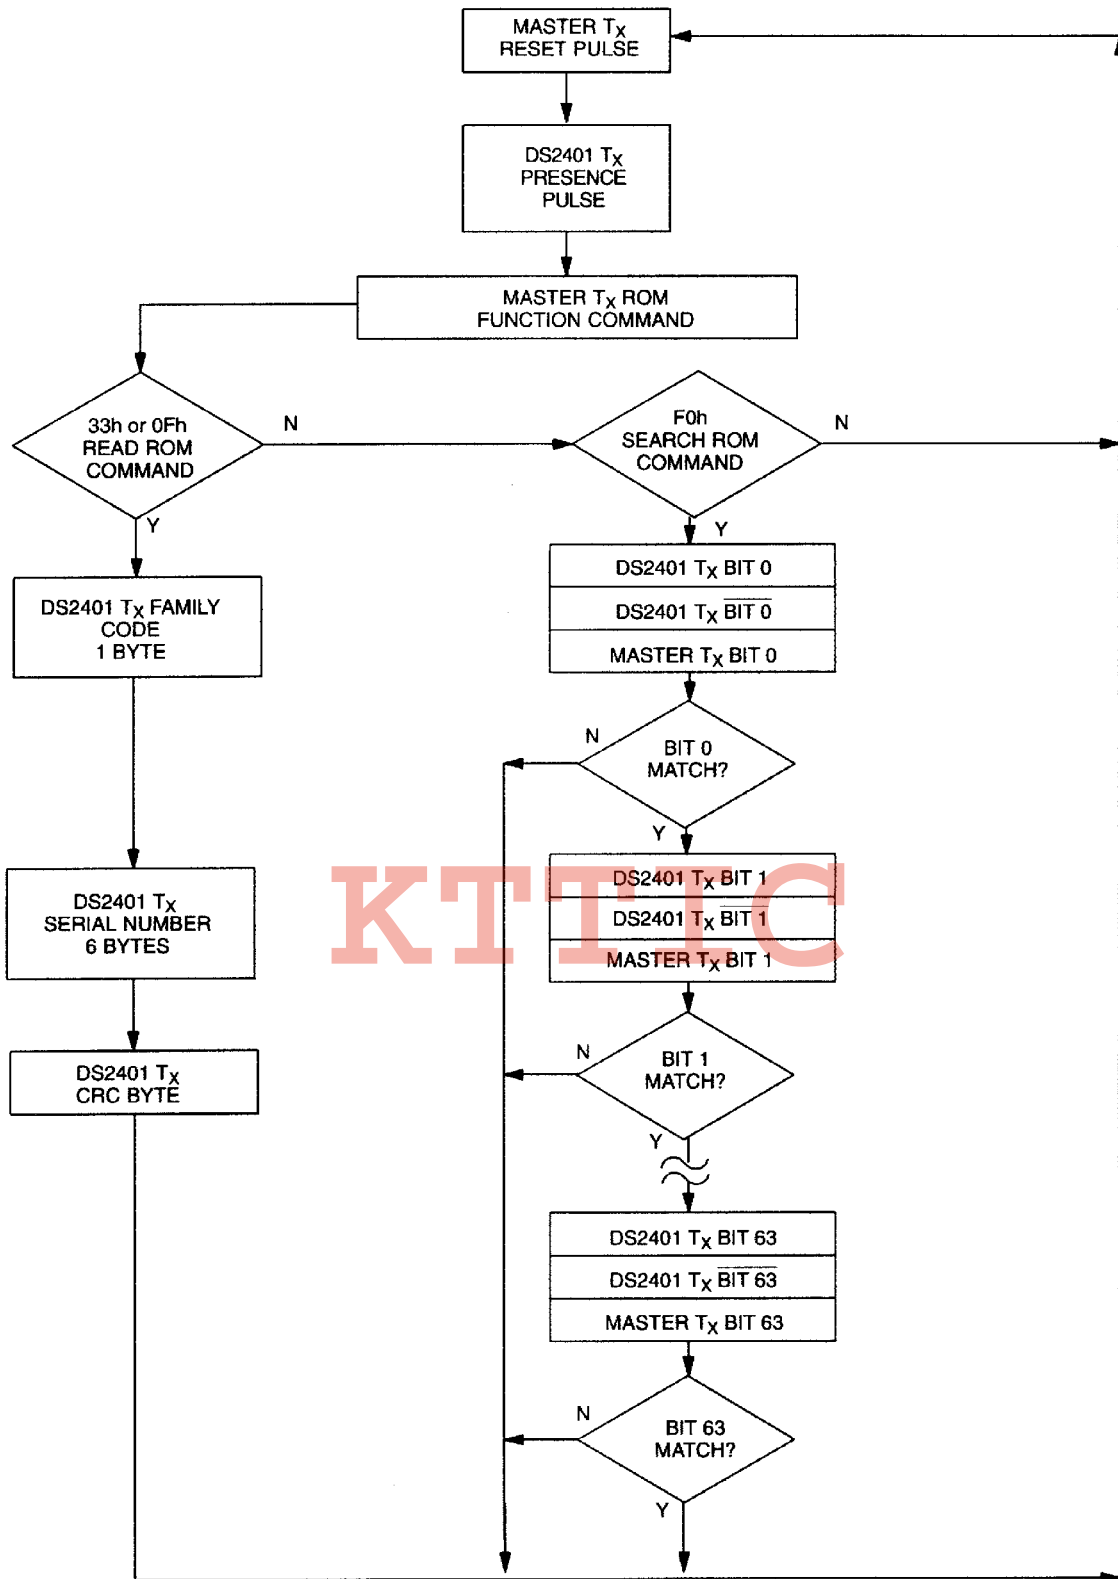 MASTER TX
RESET PULSE
DS2401 TX
PRESENCE
PULSE
MASTER TX ROM
FUNCTION COMMAND
33h or 0Fh
READ ROM
COMMAND
N
F0h
SEARCH ROM
COMMAND
N
Y
Y
DS2401 TX FAMILY
CODE
1 BYTE
DS2401 TX BIT 0
DS2401 TX B̅I̅T̅ ̅0̅
MASTER TX BIT 0
N
BIT 0
MATCH?
Y
DS2401 TX
SERIAL NUMBER
6 BYTES
DS2401 TX BIT 1
DS2401 TX B̅I̅T̅ ̅1̅
MASTER TX BIT 1
KTTIC
N
BIT 1
MATCH?
Y
DS2401 TX
CRC BYTE
DS2401 TX BIT 63
DS2401 TX B̅I̅T̅ ̅6̅3̅
MASTER TX BIT 63
N
BIT 63
MATCH?
Y